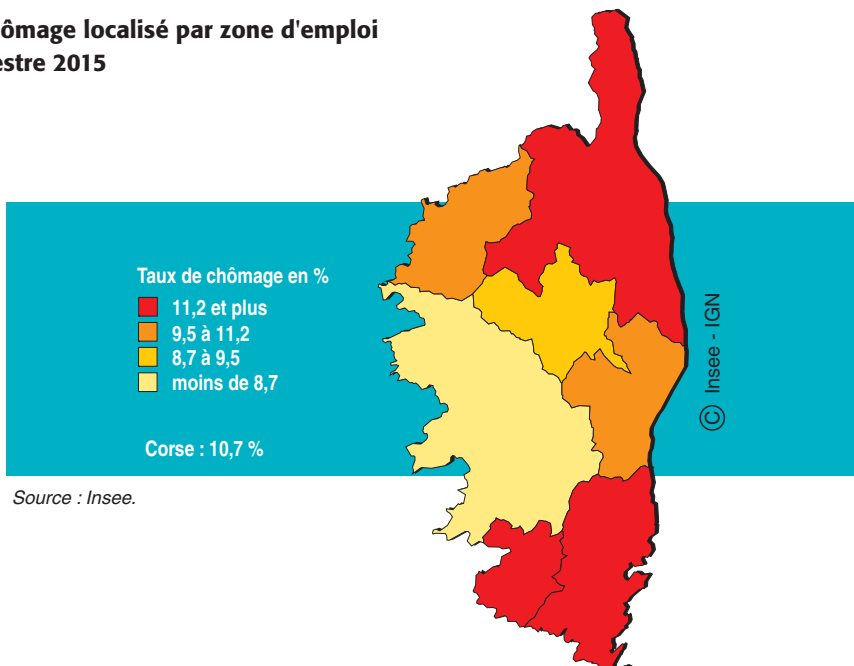 ômage localisé par zone d'emploi
estre 2015
Taux de chômage en %
11,2 et plus
9,5 à 11,2
8,7 à 9,5
moins de 8,7
Corse : 10,7 %
© Insee - IGN
Source : Insee.